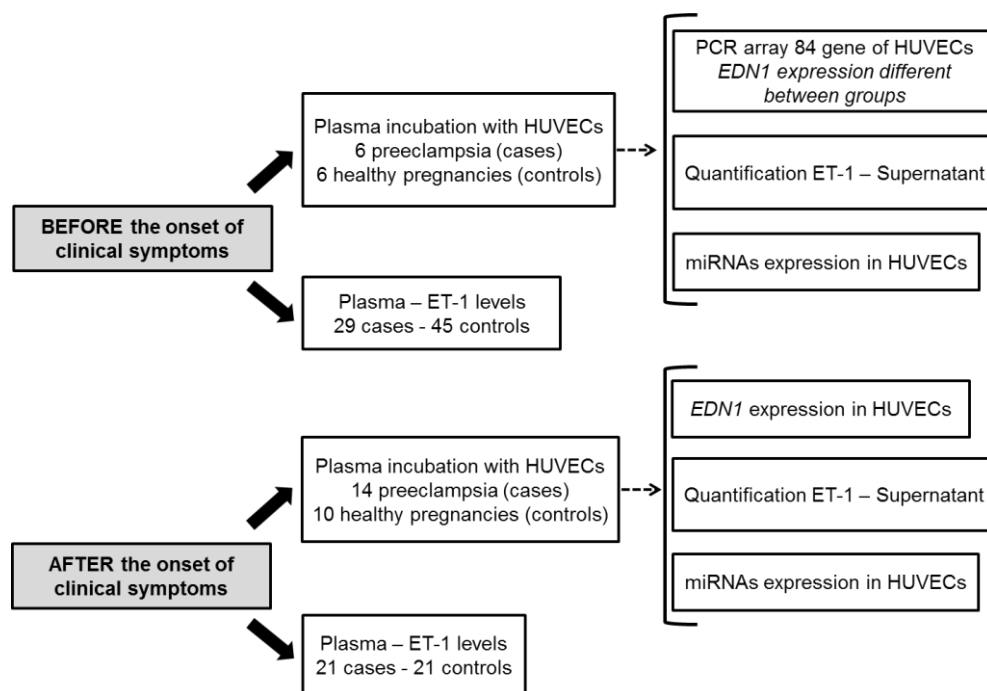 BEFORE the onset of
clinical symptoms
Plasma incubation with HUVECs
6 preeclampsia (cases)
6 healthy pregnancies (controls)
PCR array 84 gene of HUVECs
EDN1 expression different
between groups
Quantification ET-1 – Supernatant
miRNAs expression in HUVECs
Plasma – ET-1 levels
29 cases - 45 controls
AFTER the onset of
clinical symptoms
Plasma incubation with HUVECs
14 preeclampsia (cases)
10 healthy pregnancies (controls)
EDN1 expression in HUVECs
Quantification ET-1 – Supernatant
miRNAs expression in HUVECs
Plasma – ET-1 levels
21 cases - 21 controls